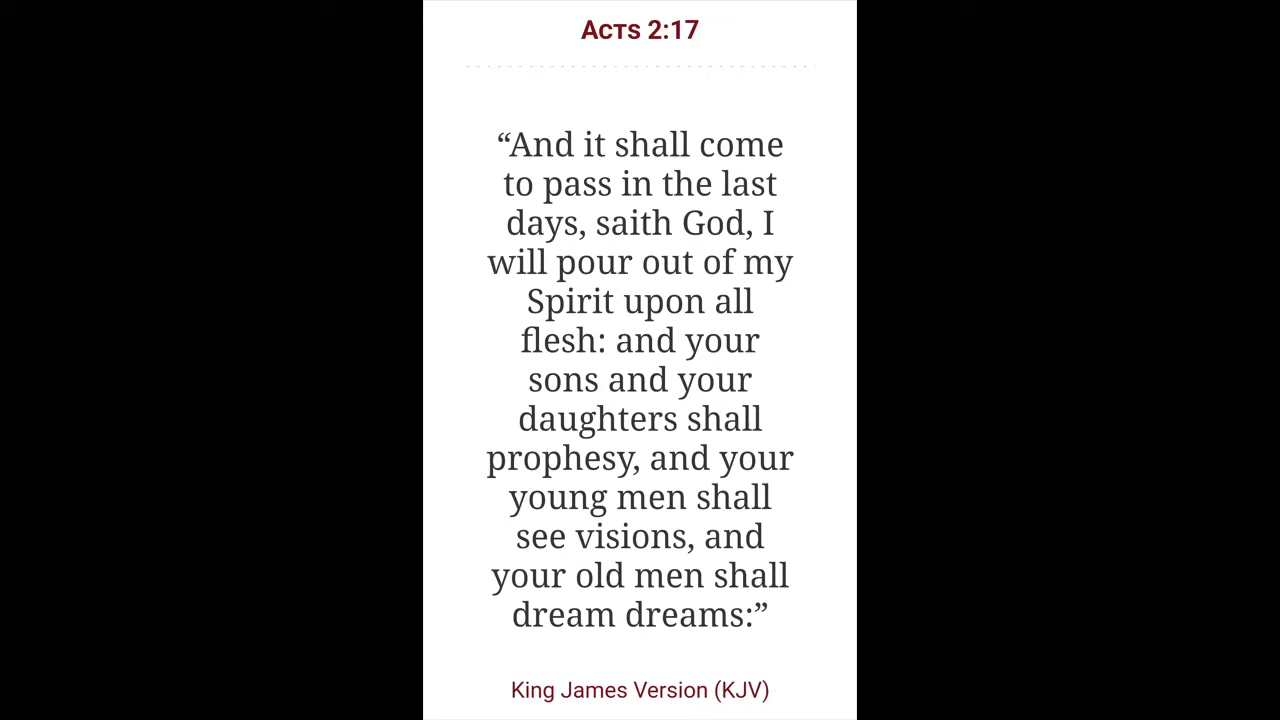 Acts 2:17
“And it shall come
to pass in the last
days, saith God, I
will pour out of my
Spirit upon all
flesh: and your
sons and your
daughters shall
prophesy, and your
young men shall
see visions, and
your old men shall
dream dreams:”
King James Version (KJV)